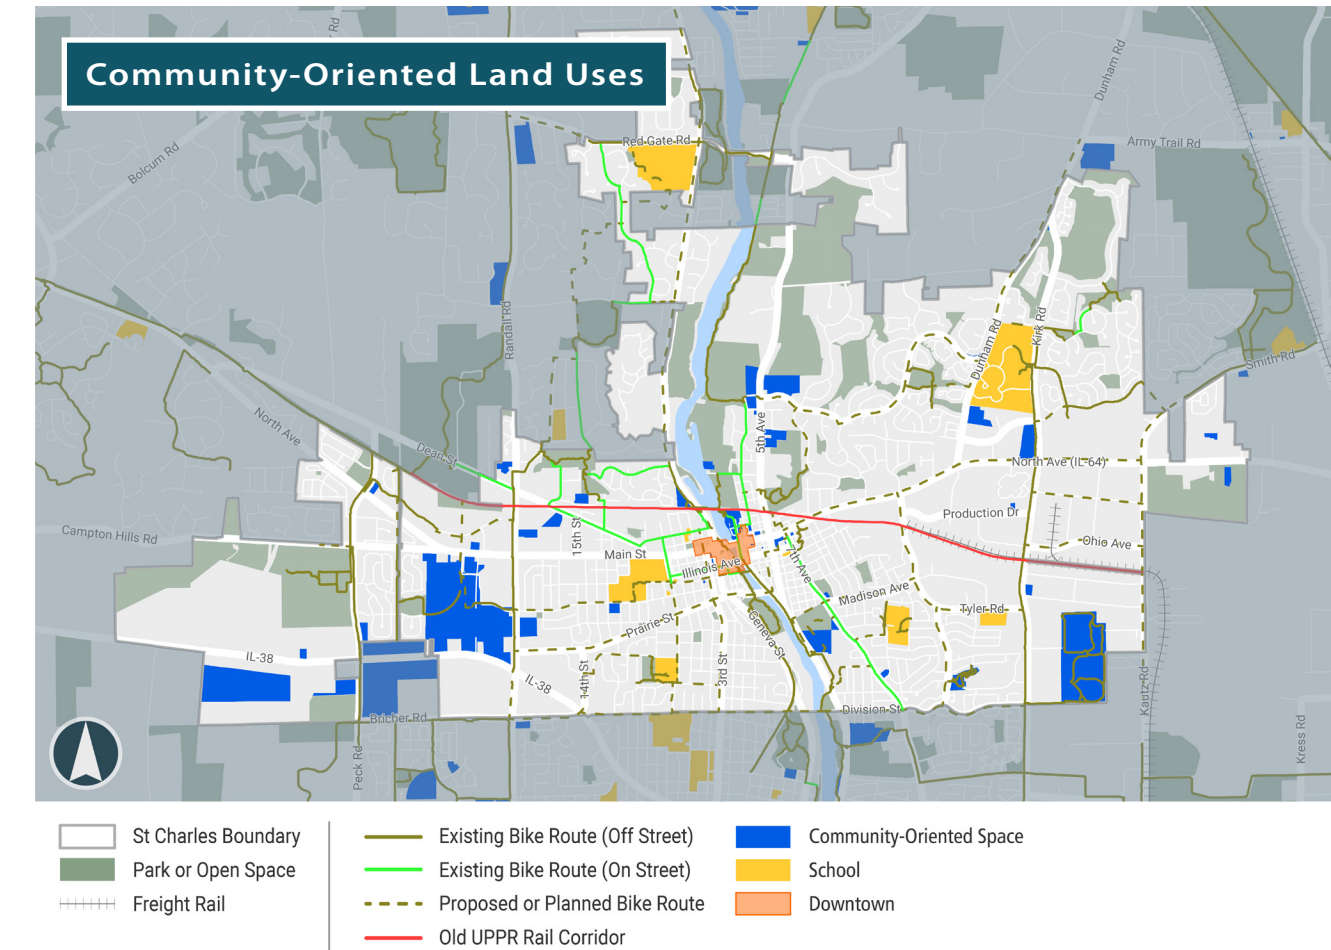 Community-Oriented Land Uses
Rd
Dunham Rd
Red Gate Rd
Army Trail Rd
Bolcum Rd
Randall Rd
Dunham Rd
Kirk Rd
Smith Rd
North Ave
Dean St
5th Ave
North Ave (IL-64)
Campton Hills Rd
15th St
Production Dr
Main St
Ohio Ave
Illinois Ave
7th Ave
Madison Ave
Tyler Rd
Prairie St
Geneva St
IL-38
IL-38
14th St
3rd St
Kautz Rd
Bricher Rd
Division St
Peck Rd
Kress Rd
St Charles Boundary
Park or Open Space
Freight Rail
Existing Bike Route (Off Street)
Existing Bike Route (On Street)
Proposed or Planned Bike Route
Old UPPR Rail Corridor
Community-Oriented Space
School
Downtown